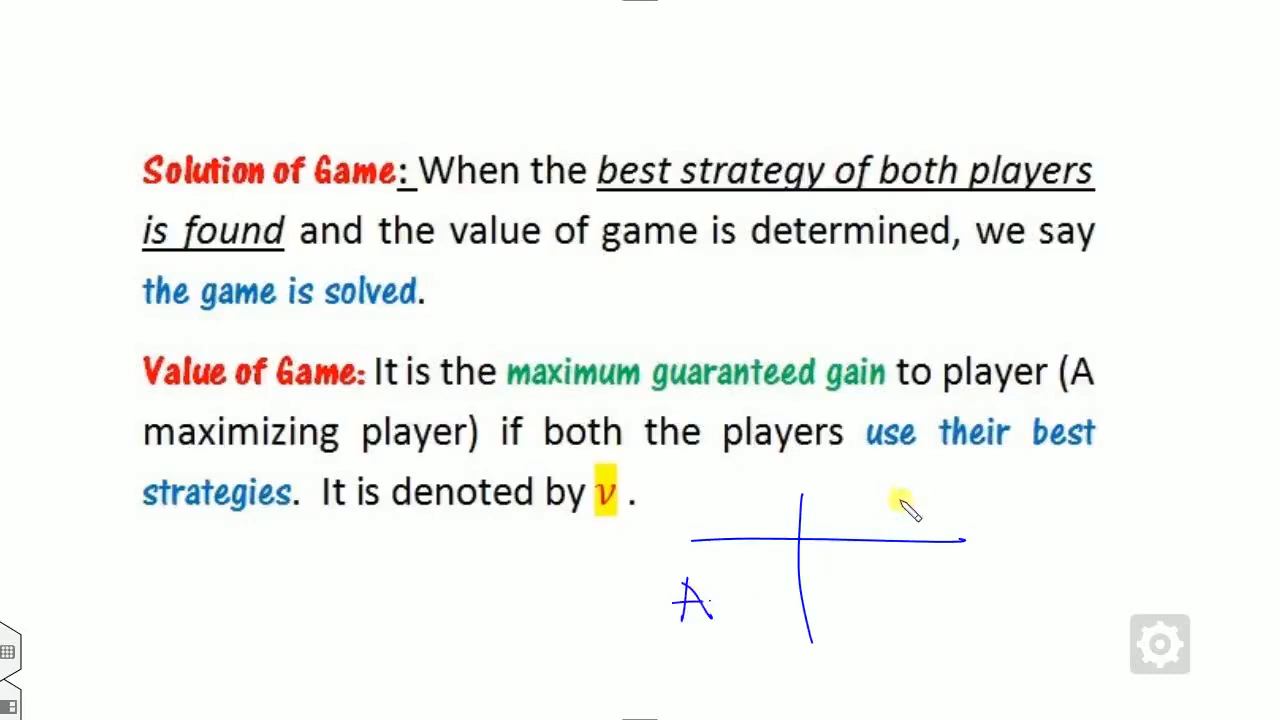 Solution of Game: When the best strategy of both players
is found and the value of game is determined, we say
the game is solved.
Value of Game: It is the maximum guaranteed gain to player (A
maximizing player) if both the players use their best
strategies. It is denoted by ν .
A